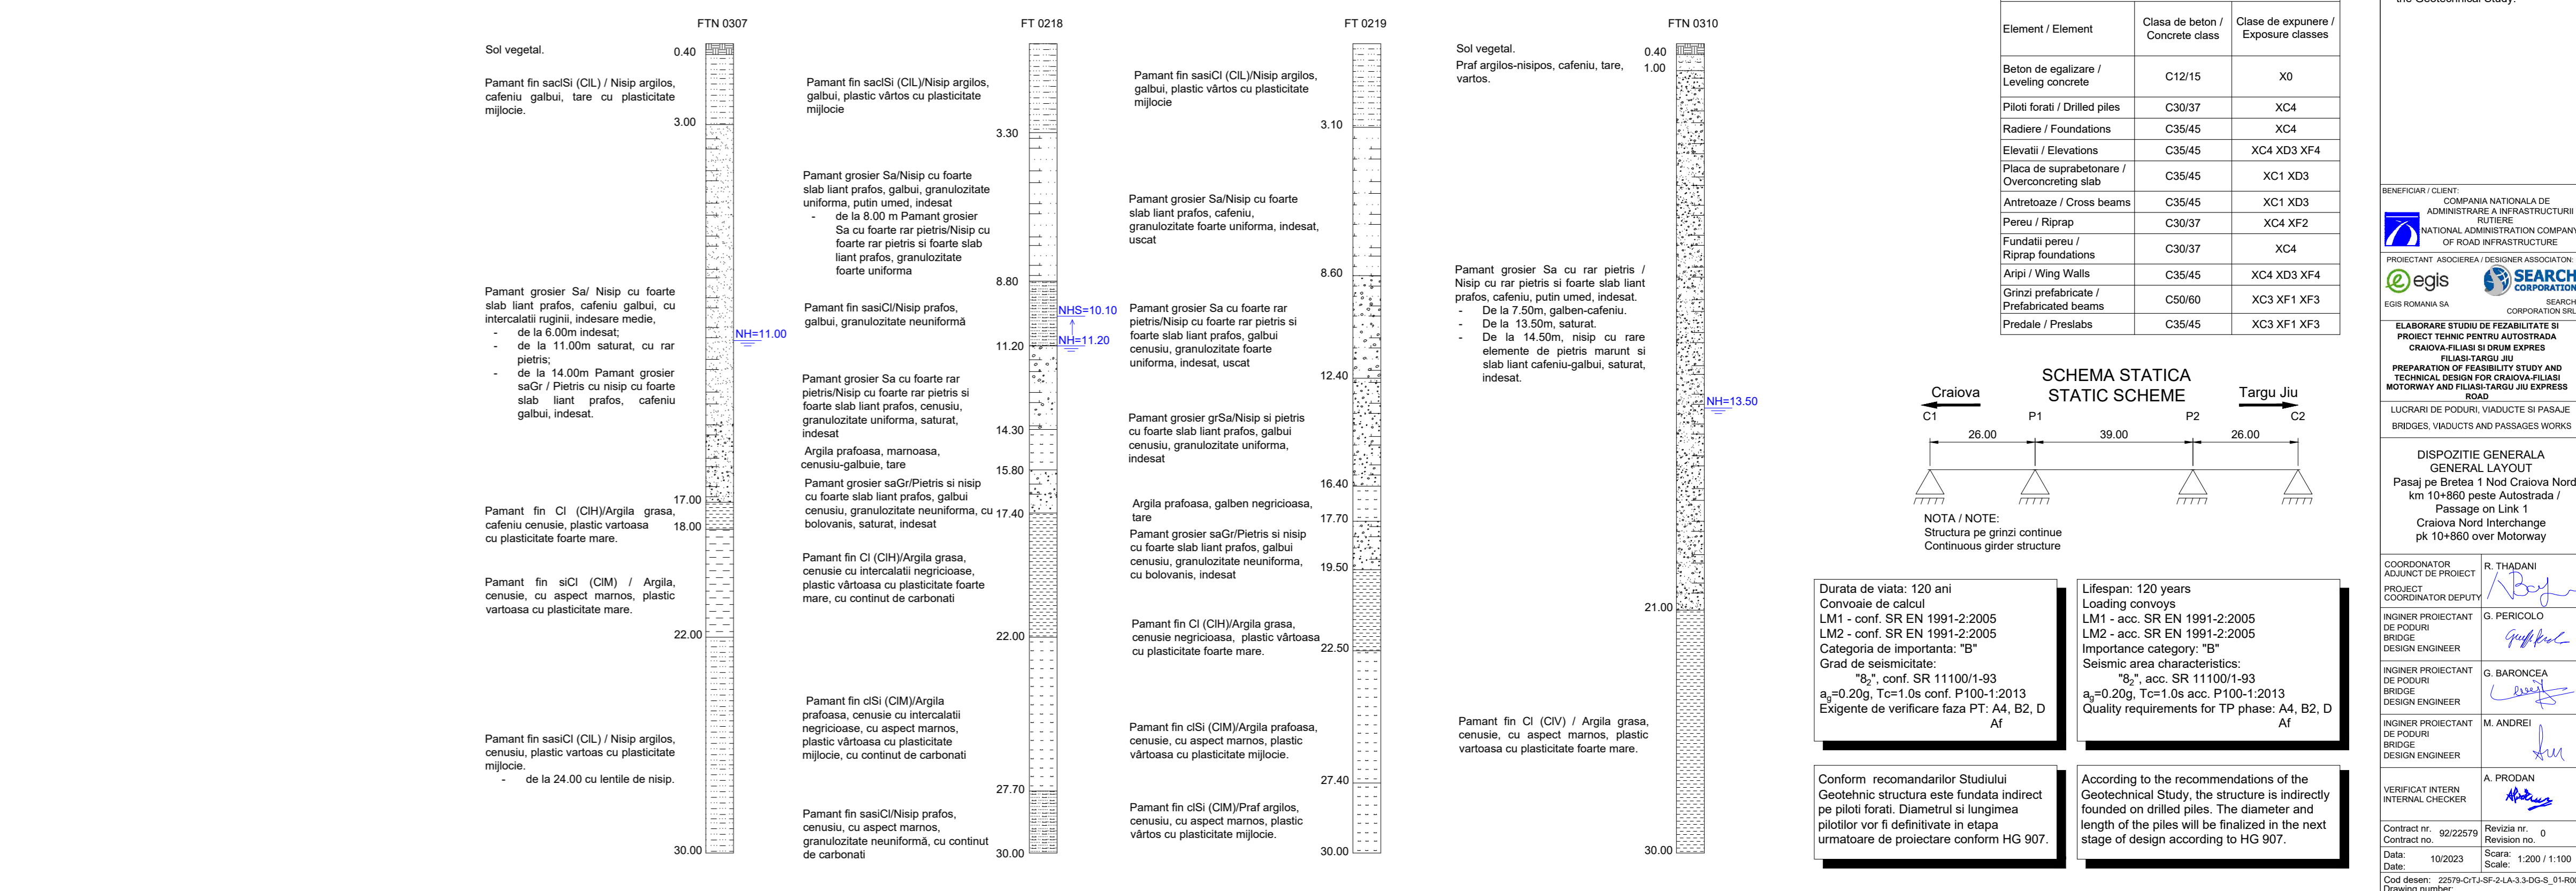 the Geotechnical Study.
FTN 0307
Sol vegetal.
0.40
Pamant fin saclSi (CIL) / Nisip argilos,
cafeniu galbui, tare cu plasticitate
mijlocie.
3.00
Pamant grosier Sa/ Nisip cu foarte
slab liant prafos, cafeniu galbui, cu
intercalatii ruginii, indesare medie,
- de la 6.00m indesat;
- de la 11.00m saturat, cu rar
pietris;
- de la 14.00m Pamant grosier
saGr / Pietris cu nisip cu foarte
slab liant prafos, cafeniu
galbui, indesat.
NH=11.00
17.00
Pamant fin Cl (ClH)/Argila grasa,
cafeniu cenusie, plastic vartoasa
cu plasticitate foarte mare.
18.00
Pamant fin siCl (ClM) / Argila,
cenusie, cu aspect marnos, plastic
vartoasa cu plasticitate mare.
22.00
Pamant fin sasiCl (CIL) / Nisip argilos,
cenusiu, plastic vartoas cu plasticitate
mijlocie.
- de la 24.00 cu lentile de nisip.
30.00
FT 0218
Pamant fin saclSi (CIL)/Nisip argilos,
galbui, plastic vârtos cu plasticitate
mijlocie
3.30
Pamant grosier Sa/Nisip cu foarte
slab liant prafos, galbui, granulozitate
uniforma, putin umed, indesat
- de la 8.00 m Pamant grosier
Sa cu foarte rar pietris/Nisip cu
foarte rar pietris si foarte slab
liant prafos, granulozitate
foarte uniforma
8.80
Pamant fin sasiCl/Nisip prafos,
galbui, granulozitate neuniformă
NHS=10.10
NH=11.20
11.20
Pamant grosier Sa cu foarte rar
pietris/Nisip cu foarte rar pietris si
foarte slab liant prafos, cenusiu,
granulozitate uniforma, saturat,
indesat
14.30
Argila prafoasa, marnoasa,
cenusiu-galbuie, tare
15.80
Pamant grosier saGr/Pietris si nisip
cu foarte slab liant prafos, galbui
cenusiu, granulozitate neuniforma, cu
bolovanis, saturat, indesat
17.40
Pamant fin Cl (ClH)/Argila grasa,
cenusie cu intercalatii negricioase,
plastic vârtoasa cu plasticitate foarte
mare, cu continut de carbonati
22.00
Pamant fin clSi (ClM)/Argila
prafoasa, cenusie cu intercalatii
negricioase, cu aspect marnos,
plastic vârtoasa cu plasticitate
mijlocie, cu continut de carbonati
27.70
Pamant fin sasiCl/Nisip prafos,
cenusiu, cu aspect marnos,
granulozitate neuniformă, cu continut
de carbonati
30.00
FT 0219
Pamant fin sasiCl (CIL)/Nisip argilos,
galbui, plastic vârtos cu plasticitate
mijlocie
3.10
Pamant grosier Sa/Nisip cu foarte
slab liant prafos, cafeniu,
granulozitate foarte uniforma, indesat,
uscat
8.60
Pamant grosier Sa cu foarte rar
pietris/Nisip cu foarte rar pietris si
foarte slab liant prafos, galbui
cenusiu, granulozitate foarte
uniforma, indesat, uscat
12.40
Pamant grosier grSa/Nisip si pietris
cu foarte slab liant prafos, galbui
cenusiu, granulozitate uniforma,
indesat
16.40
Argila prafoasa, galben negricioasa,
tare
17.70
Pamant grosier saGr/Pietris si nisip
cu foarte slab liant prafos, galbui
cenusiu, granulozitate neuniforma,
cu bolovanis, indesat
19.50
Pamant fin Cl (ClH)/Argila grasa,
cenusie negricioasa, plastic vârtoasa
cu plasticitate foarte mare.
22.50
Pamant fin clSi (ClM)/Argila prafoasa,
cenusie, cu aspect marnos, plastic
vârtoasa cu plasticitate mijlocie.
27.40
Pamant fin clSi (ClM)/Praf argilos,
cenusiu, cu aspect marnos, plastic
vârtos cu plasticitate mijlocie.
30.00
FTN 0310
Sol vegetal.
0.40
Praf argilos-nisipos, cafeniu, tare,
vartos.
1.00
Pamant grosier Sa cu rar pietris /
Nisip cu rar pietris si foarte slab liant
prafos, cafeniu, putin umed, indesat.
- De la 7.50m, galben-cafeniu.
- De la 13.50m, saturat.
- De la 14.50m, nisip cu rare
elemente de pietris marunt si
slab liant cafeniu-galbui, saturat,
indesat.
NH=13.50
21.00
Pamant fin Cl (ClV) / Argila grasa,
cenusie, cu aspect marnos, plastic
vartoasa cu plasticitate foarte mare.
30.00
Element / Element
Clasa de beton /
Concrete class
Clase de expunere /
Exposure classes
Beton de egalizare /
Leveling concrete
C12/15
X0
Piloti forati / Drilled piles
C30/37
XC4
Radiere / Foundations
C35/45
XC4
Elevatii / Elevations
C35/45
XC4 XD3 XF4
Placa de suprabetonare /
Overconcreting slab
C35/45
XC1 XD3
Antretoaze / Cross beams
C35/45
XC1 XD3
Pereu / Riprap
C30/37
XC4 XF2
Fundatii pereu /
Riprap foundations
C30/37
XC4
Aripi / Wing Walls
C35/45
XC4 XD3 XF4
Grinzi prefabricate /
Prefabricated beams
C50/60
XC3 XF1 XF3
Predale / Preslabs
C35/45
XC3 XF1 XF3
SCHEMA STATICA
STATIC SCHEME
Craiova
Targu Jiu
C1
P1
P2
C2
26.00
39.00
26.00
NOTA / NOTE:
Structura pe grinzi continue
Continuous girder structure
Durata de viata: 120 ani
Convoaie de calcul
LM1 - conf. SR EN 1991-2:2005
LM2 - conf. SR EN 1991-2:2005
Categoria de importanta: "B"
Grad de seismicitate:
"8₂", conf. SR 11100/1-93
ag=0.20g, Tc=1.0s conf. P100-1:2013
Exigente de verificare faza PT: A4, B2, D
Af
Lifespan: 120 years
Loading convoys
LM1 - acc. SR EN 1991-2:2005
LM2 - acc. SR EN 1991-2:2005
Importance category: "B"
Seismic area characteristics:
"8₂", acc. SR 11100/1-93
ag=0.20g, Tc=1.0s acc. P100-1:2013
Quality requirements for TP phase: A4, B2, D
Af
Conform recomandarilor Studiului
Geotehnic structura este fundata indirect
pe piloti forati. Diametrul si lungimea
pilotilor vor fi definitivate in etapa
urmatoare de proiectare conform HG 907.
According to the recommendations of the
Geotechnical Study, the structure is indirectly
founded on drilled piles. The diameter and
length of the piles will be finalized in the next
stage of design according to HG 907.
BENEFICIAR / CLIENT:
COMPANIA NATIONALA DE
ADMINISTRARE A INFRASTRUCTURII
RUTIERE
NATIONAL ADMINISTRATION COMPANY
OF ROAD INFRASTRUCTURE
PROIECTANT ASOCIEREA / DESIGNER ASSOCIATON:
egis
SEARCH
CORPORATION
EGIS ROMANIA SA
SEARCH
CORPORATION SRL
ELABORARE STUDIU DE FEZABILITATE SI
PROIECT TEHNIC PENTRU AUTOSTRADA
CRAIOVA-FILIASI SI DRUM EXPRES
FILIASI-TARGU JIU
PREPARATION OF FEASIBILITY STUDY AND
TECHNICAL DESIGN FOR CRAIOVA-FILIASI
MOTORWAY AND FILIASI-TARGU JIU EXPRESS
ROAD
LUCRARI DE PODURI, VIADUCTE SI PASAJE
BRIDGES, VIADUCTS AND PASSAGES WORKS
DISPOZITIE GENERALA
GENERAL LAYOUT
Pasaj pe Bretea 1 Nod Craiova Nord
km 10+860 peste Autostrada /
Passage on Link 1
Craiova Nord Interchange
pk 10+860 over Motorway
COORDONATOR
ADJUNCT DE PROIECT
PROJECT
COORDINATOR DEPUTY
R. THADANI
INGINER PROIECTANT
DE PODURI
BRIDGE
DESIGN ENGINEER
G. PERICOLO
INGINER PROIECTANT
DE PODURI
BRIDGE
DESIGN ENGINEER
G. BARONCEA
INGINER PROIECTANT
DE PODURI
BRIDGE
DESIGN ENGINEER
M. ANDREI
VERIFICAT INTERN
INTERNAL CHECKER
A. PRODAN
Contract nr.
Contract no.
92/22579
Revizia nr.
Revision no.
0
Data:
Date:
10/2023
Scara:
Scale:
1:200 / 1:100
Cod desen: 22579-CrTJ-SF-2-LA-3.3-DG-S_01-R0
Drawing number: